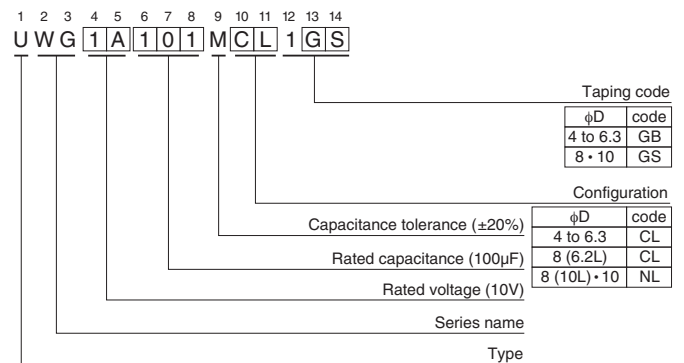 1 2 3 4 5 6 7 8 9 10 11 12 13 14
U W G 1 A 1 0 1 M C L 1 G S
Taping code
ϕD code
4 to 6.3 GB
8 • 10 GS
Configuration
ϕD code
4 to 6.3 CL
8 (6.2L) CL
8 (10L) • 10 NL
Capacitance tolerance (±20%)
Rated capacitance (100µF)
Rated voltage (10V)
Series name
Type